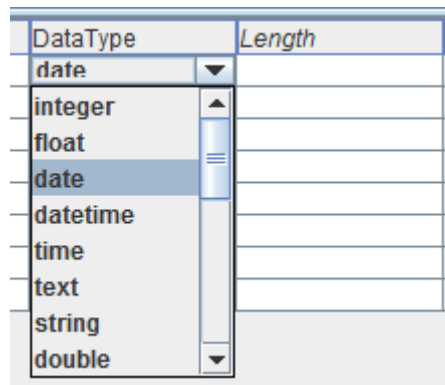 DataType Length
date
integer
float
date
datetime
time
text
string
double